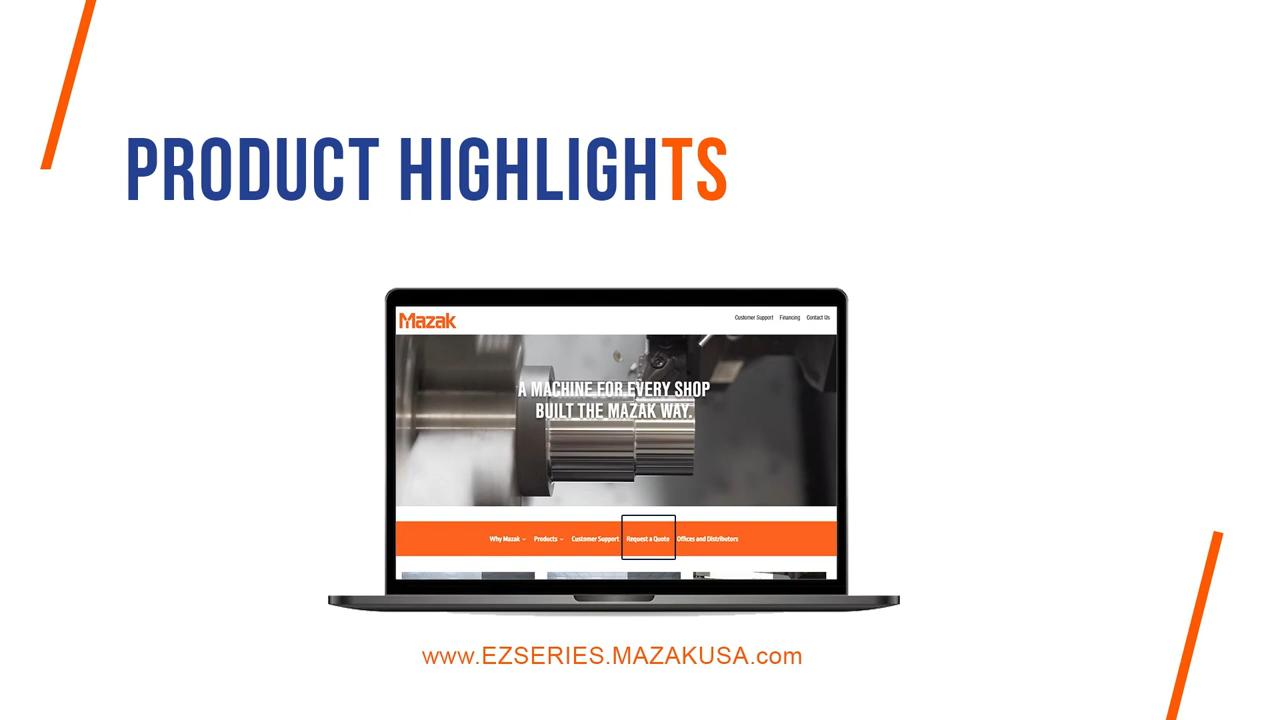 PRODUCT HIGHLIGHTS
Mazak
Customer Support Financing Contact Us
A MACHINE FOR EVERY SHOP
BUILT THE MAZAK WAY.
Why Mazak Products Customer Support Request a Quote Offices and Distributors
www.EZSERIES.MAZAKUSA.com